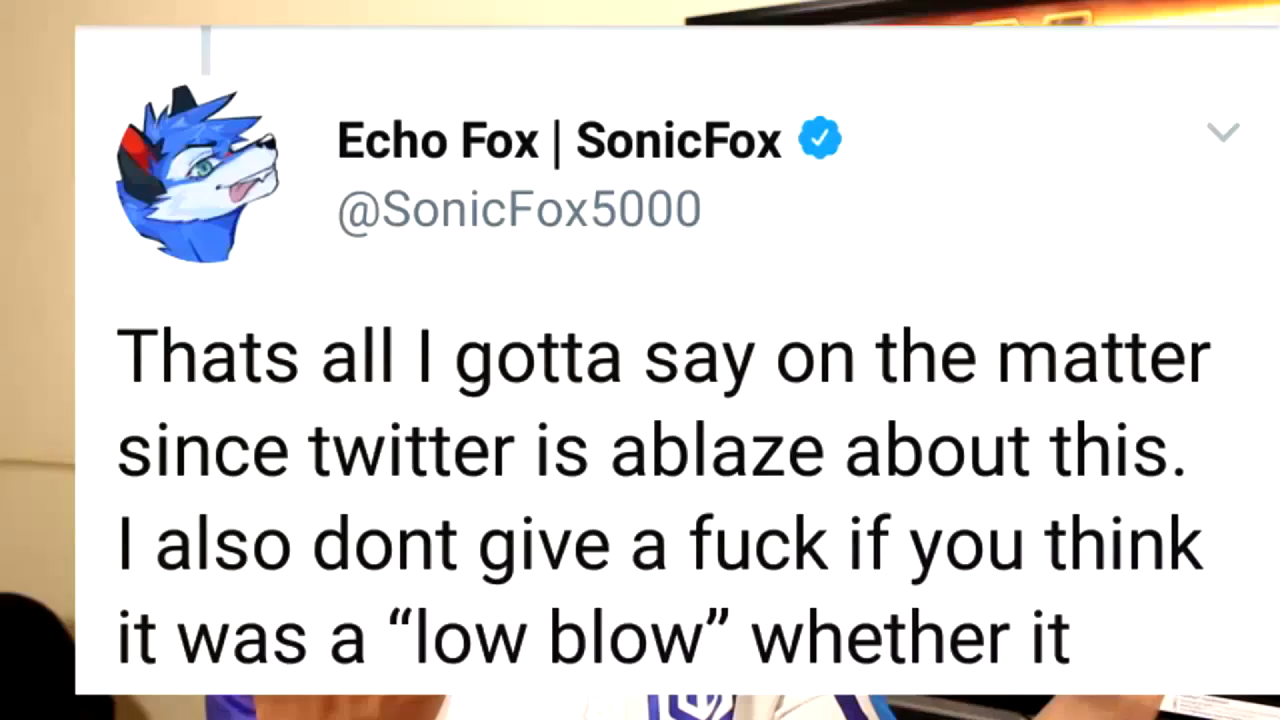 Echo Fox | SonicFox
@SonicFox5000
Thats all I gotta say on the matter
since twitter is ablaze about this.
I also dont give a fuck if you think
it was a “low blow” whether it